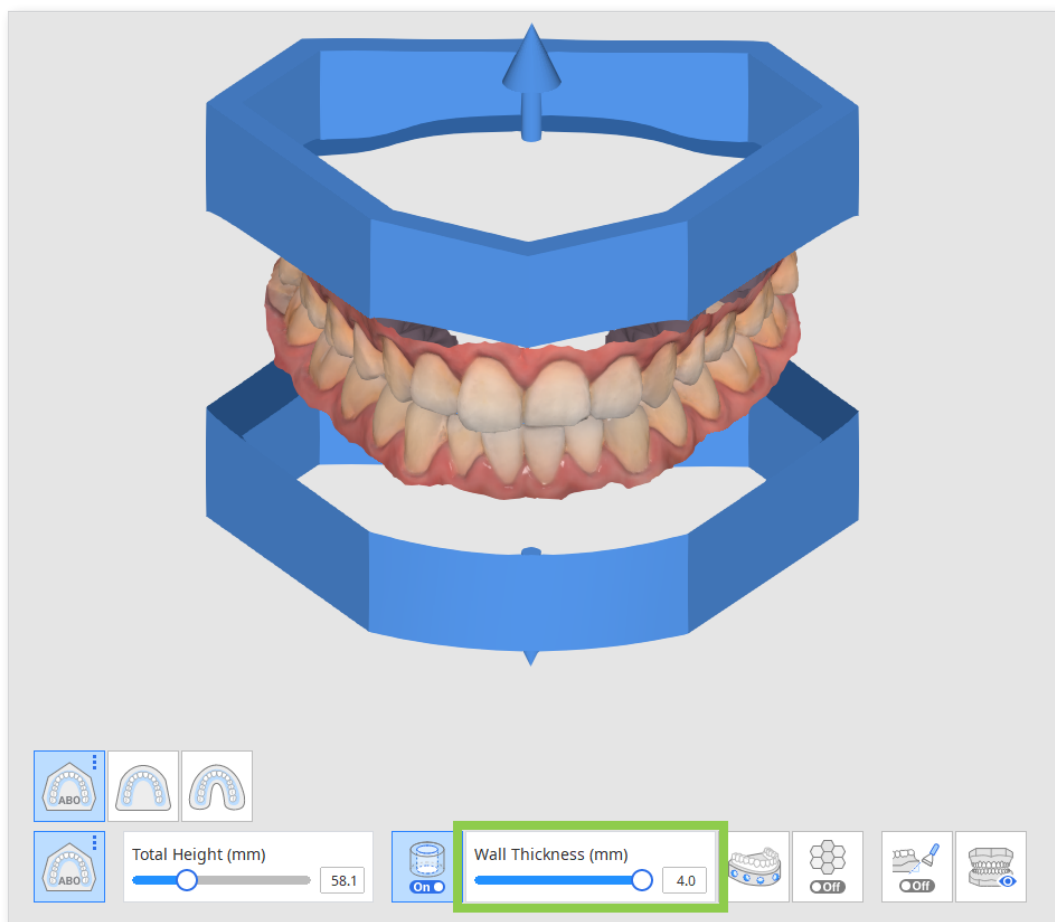 ABO
ABO
Total Height (mm)
58.1
On
Wall Thickness (mm)
4.0
Off
Off